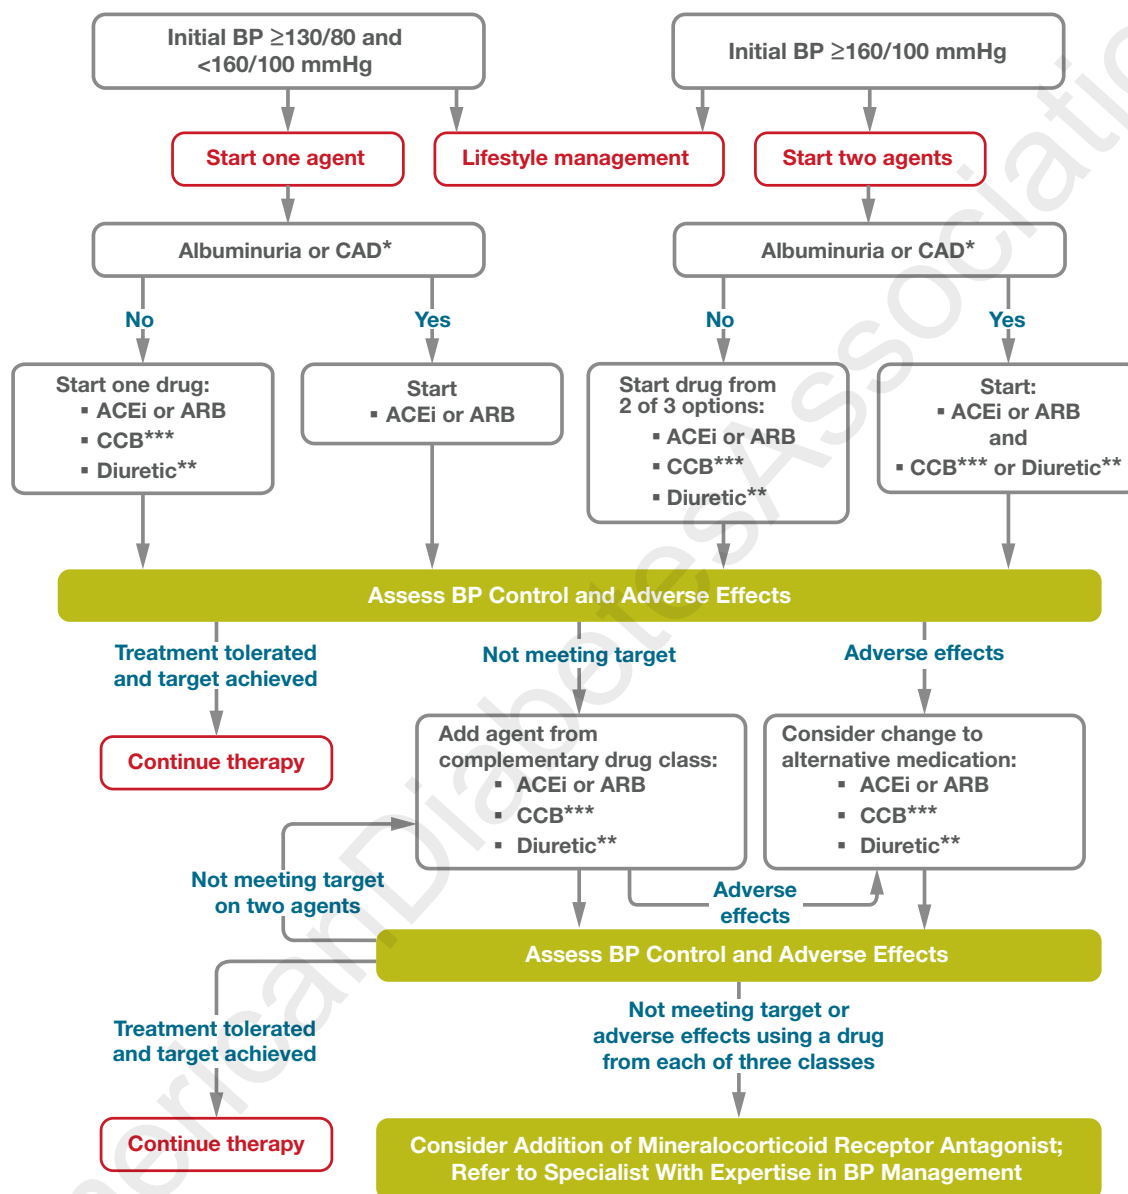 Initial BP ≥130/80 and
<160/100 mmHg
Initial BP ≥160/100 mmHg
Start one agent
Lifestyle management
Start two agents
Albuminuria or CAD*
Albuminuria or CAD*
No
Yes
No
Yes
Start one drug:
▪ ACEi or ARB
▪ CCB***
▪ Diuretic**
Start
▪ ACEi or ARB
Start drug from
2 of 3 options:
▪ ACEi or ARB
▪ CCB***
▪ Diuretic**
Start:
▪ ACEi or ARB
and
▪ CCB*** or Diuretic**
Assess BP Control and Adverse Effects
Treatment tolerated
and target achieved
Not meeting target
Adverse effects
Continue therapy
Add agent from
complementary drug class:
▪ ACEi or ARB
▪ CCB***
▪ Diuretic**
Consider change to
alternative medication:
▪ ACEi or ARB
▪ CCB***
▪ Diuretic**
Not meeting target
on two agents
Adverse
effects
Assess BP Control and Adverse Effects
Treatment tolerated
and target achieved
Not meeting target or
adverse effects using a drug
from each of three classes
Continue therapy
Consider Addition of Mineralocorticoid Receptor Antagonist;
Refer to Specialist With Expertise in BP Management
ericanDiabetesAssociatio